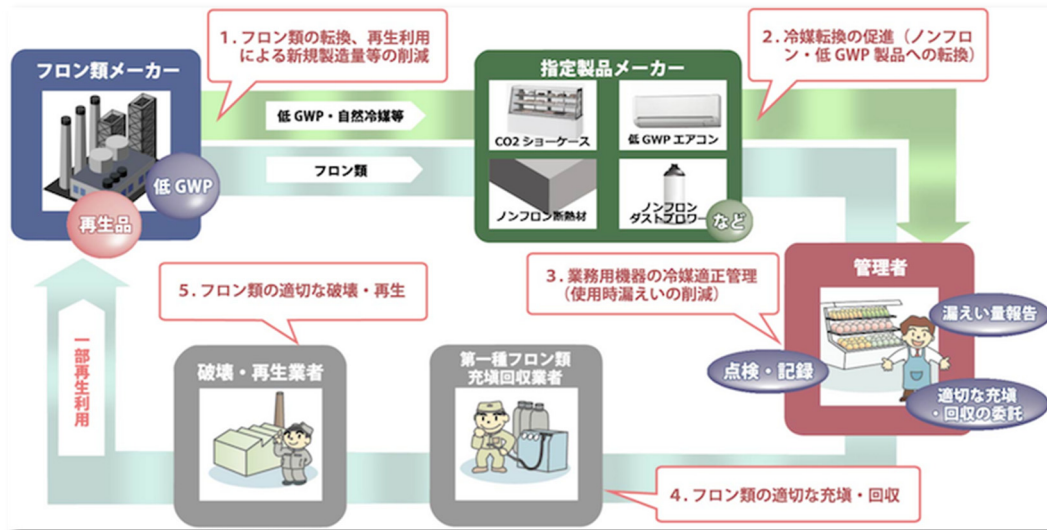 1．フロン類の転換、再生利用
による新規製造量等の削減
2．冷媒転換の促進（ノンフ
ロン・低 GWP 製品への転換）
フロン類メーカー
指定製品メーカー
低 GWP・自然冷媒等
CO2 ショーケース
低 GWP エアコン
低 GWP
フロン類
再生品
ノンフロン断熱材
ノンフロン
ダストブロワー
など
3．業務用機器の冷媒適正管理
（使用時漏えいの削減）
管理者
5．フロン類の適切な破壊・再生
漏えい量報告
一部再生利用
破壊・再生業者
第一種フロン類
充塡回収業者
点検・記録
適切な充塡
・回収の委託
4．フロン類の適切な充塡・回収